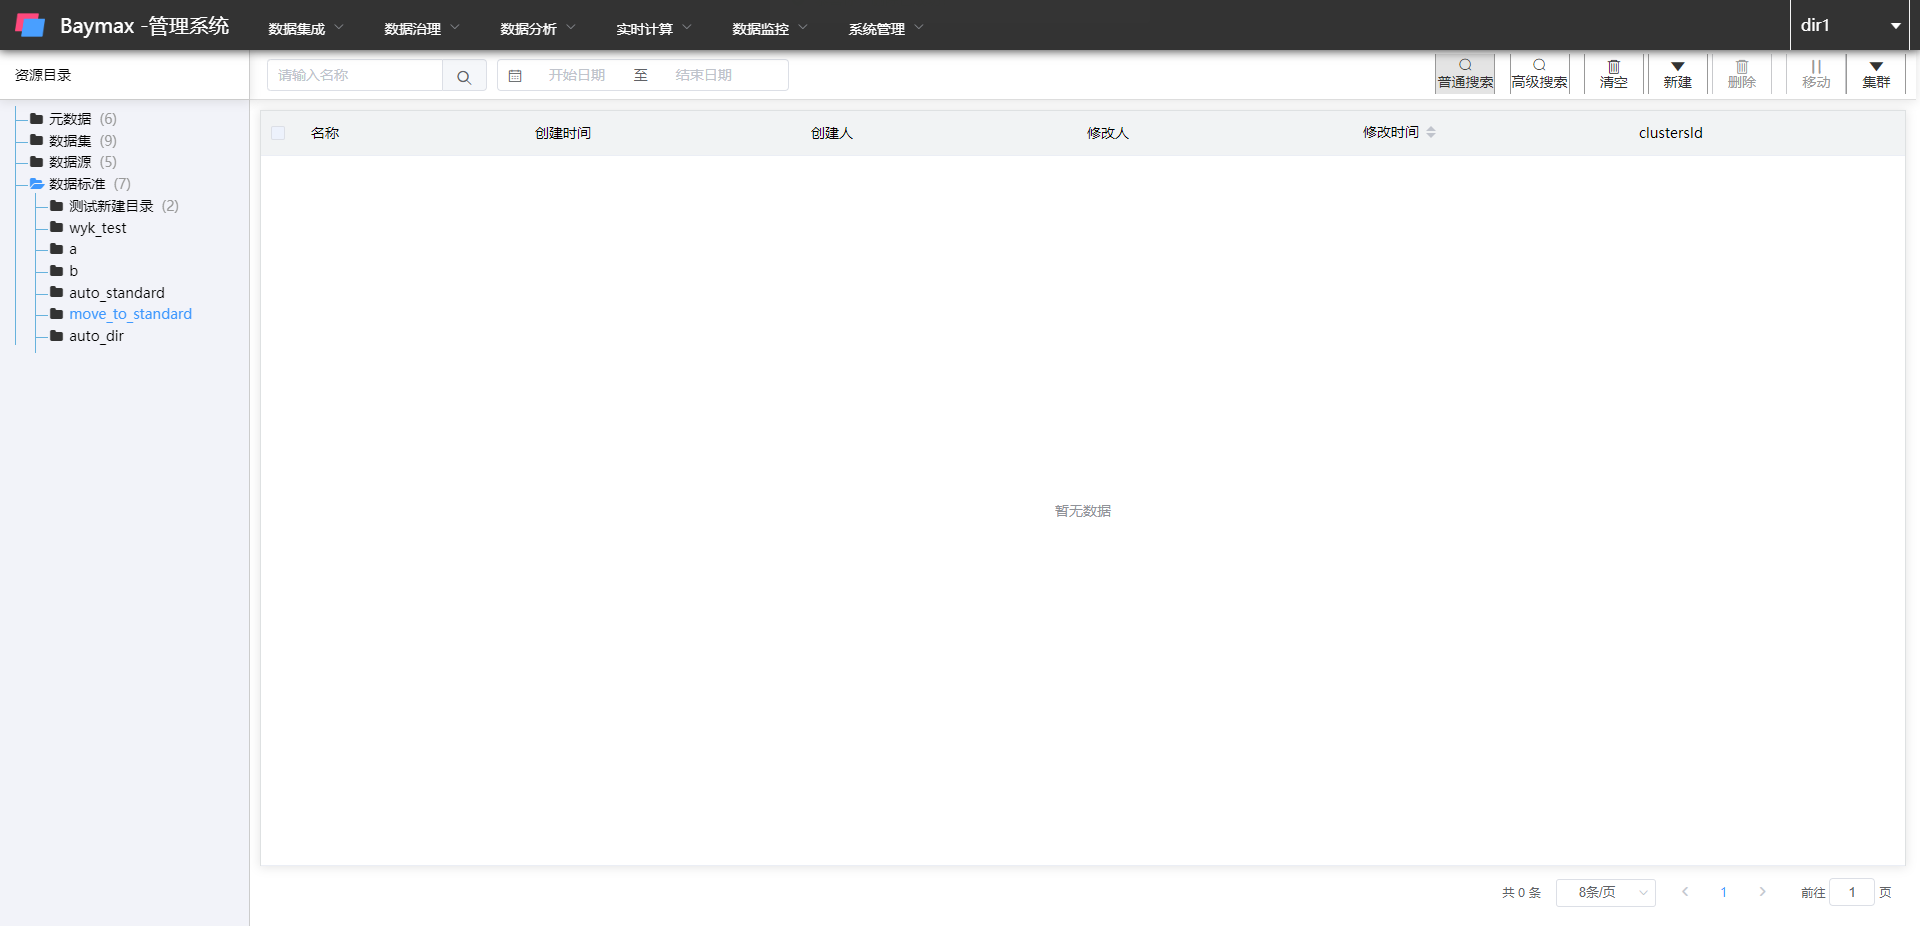 Baymax -管理系统
数据集成
数据治理
数据分析
实时计算
数据监控
系统管理
dir1
资源目录
请输入名称
开始日期 至 结束日期
普通搜索
高级搜索
清空
新建
删除
移动
集群
元数据 (6)
数据集 (9)
数据源 (5)
数据标准 (7)
测试新建目录 (2)
wyk_test
a
b
auto_standard
move_to_standard
auto_dir
名称 创建时间 创建人 修改人 修改时间 clustersId
暂无数据
共 0 条 8条/页 1 前往 1 页